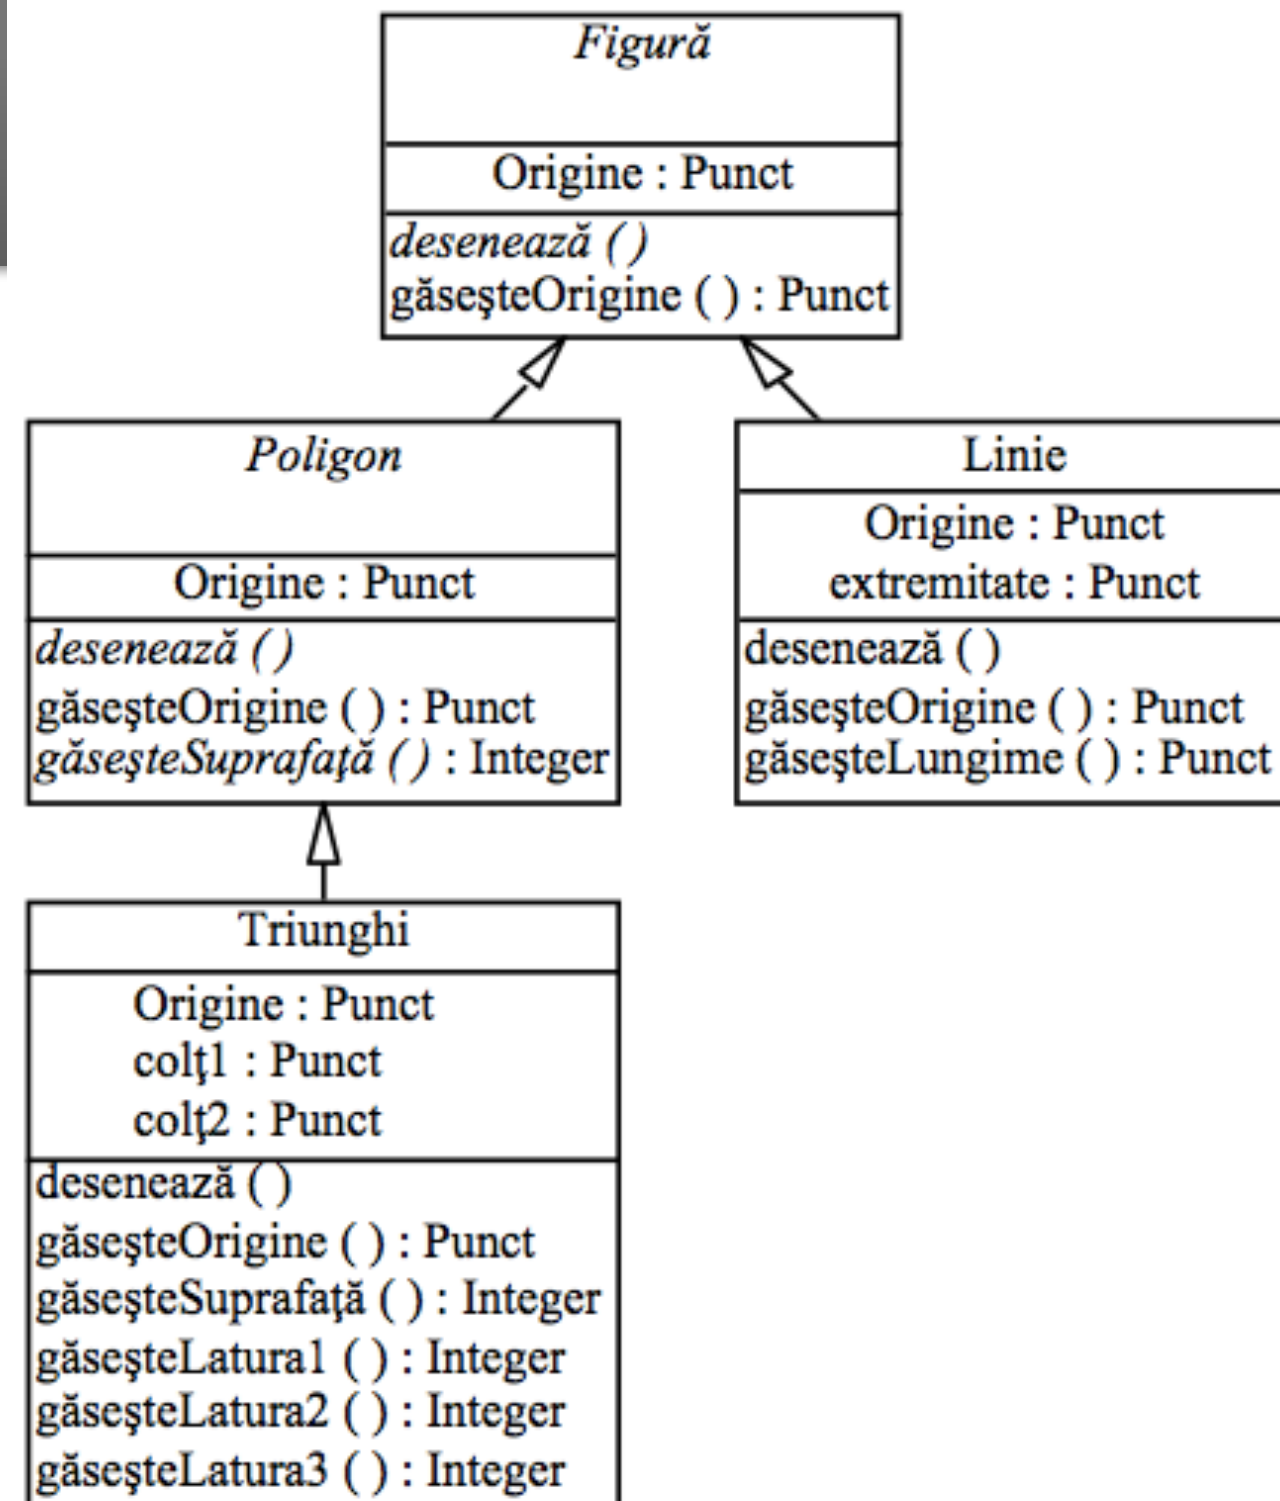 Figură
Origine : Punct
desenează ( )
găseşteOrigine ( ) : Punct
Poligon
Origine : Punct
desenează ( )
găseşteOrigine ( ) : Punct
găseşteSuprafaţă ( ) : Integer
Linie
Origine : Punct
extremitate : Punct
desenează ( )
găseşteOrigine ( ) : Punct
găseşteLungime ( ) : Punct
Triunghi
Origine : Punct
colţ1 : Punct
colţ2 : Punct
desenează ( )
găseşteOrigine ( ) : Punct
găseşteSuprafaţă ( ) : Integer
găseşteLatura1 ( ) : Integer
găseşteLatura2 ( ) : Integer
găseşteLatura3 ( ) : Integer